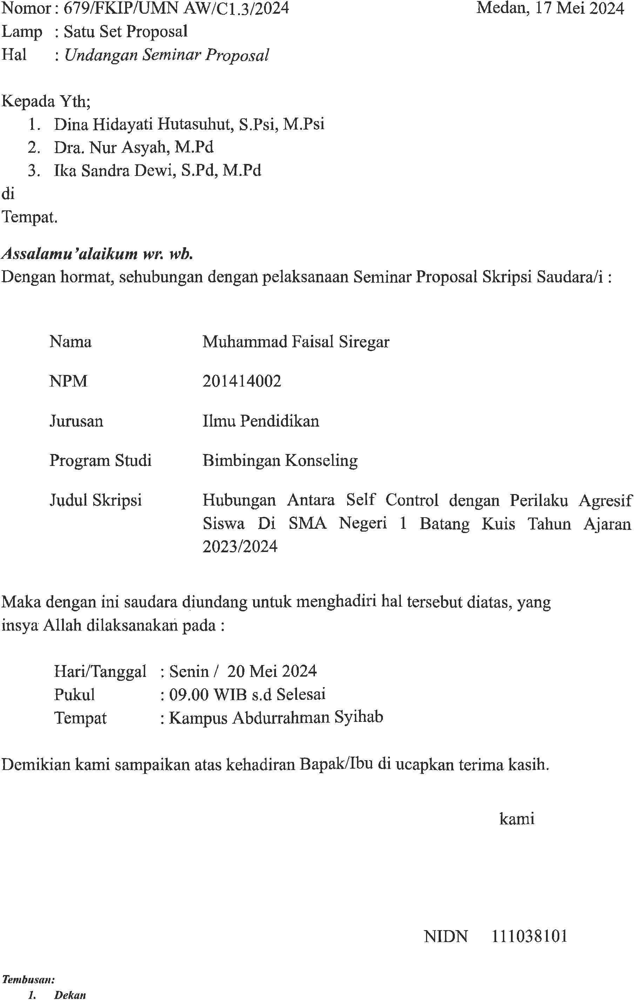 Nomor : 679/FKIP/UMN AW/C1.3/2024 Medan, 17 Mei 2024
Lamp : Satu Set Proposal
Hal : Undangan Seminar Proposal
Kepada Yth;
1. Dina Hidayati Hutasuhut, S.Psi, M.Psi
2. Dra. Nur Asyah, M.Pd
3. Ika Sandra Dewi, S.Pd, M.Pd
di
Tempat.
Assalamu'alaikum wr. wb.
Dengan hormat, sehubungan dengan pelaksanaan Seminar Proposal Skripsi Saudara/i :
Nama Muhammad Faisal Siregar
NPM 201414002
Jurusan Ilmu Pendidikan
Program Studi Bimbingan Konseling
Judul Skripsi Hubungan Antara Self Control dengan Perilaku Agresif
Siswa Di SMA Negeri 1 Batang Kuis Tahun Ajaran
2023/2024
Maka dengan ini saudara diundang untuk menghadiri hal tersebut diatas, yang
insya Allah dilaksanakan pada :
Hari/Tanggal : Senin / 20 Mei 2024
Pukul : 09.00 WIB s.d Selesai
Tempat : Kampus Abdurrahman Syihab
Demikian kami sampaikan atas kehadiran Bapak/Ibu di ucapkan terima kasih.
kami
NIDN 111038101
Tembusan:
1. Dekan